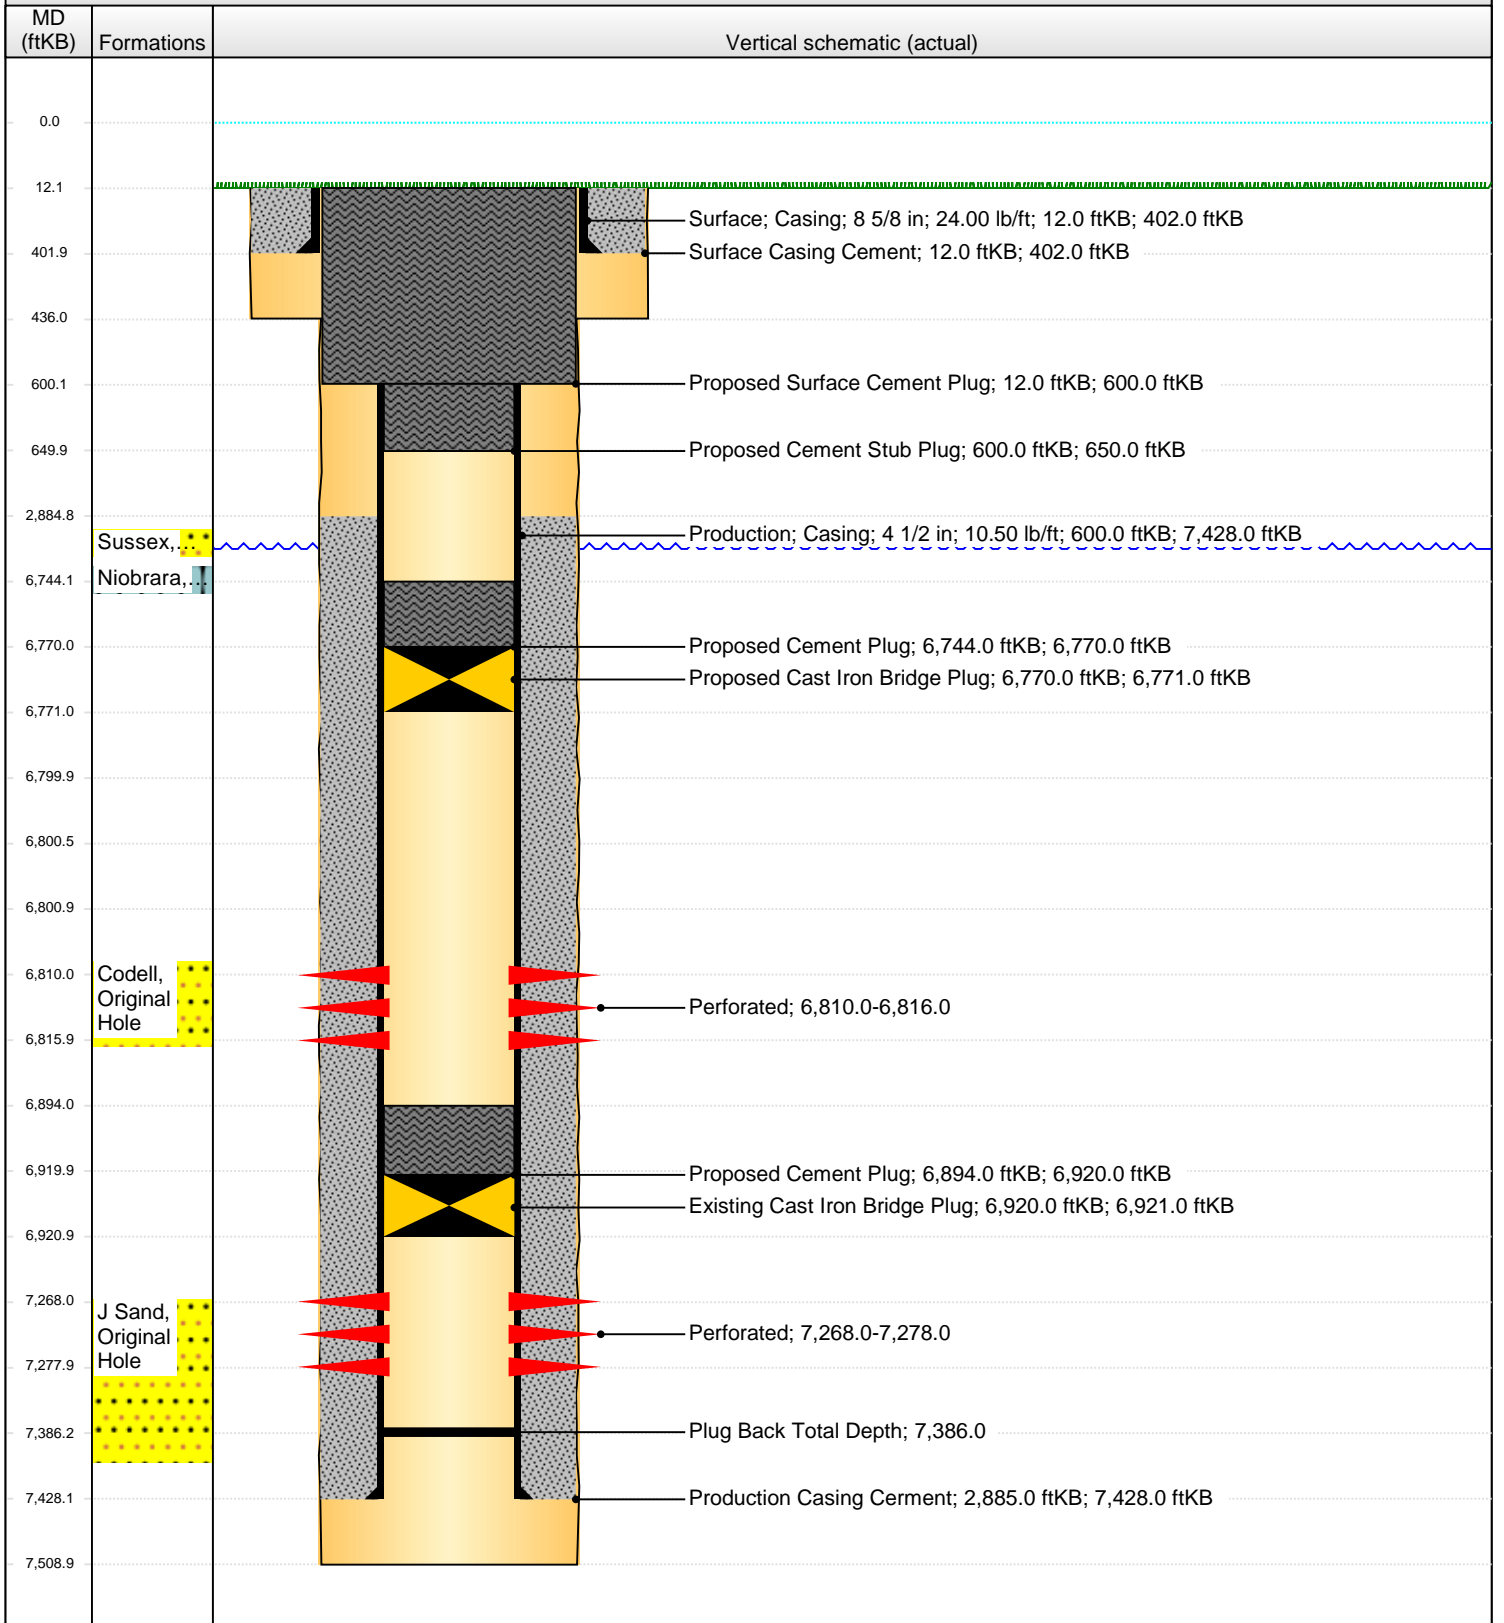 MD
(ftKB)
Formations
Vertical schematic (actual)
0.0
12.1
Surface; Casing; 8 5/8 in; 24.00 lb/ft; 12.0 ftKB; 402.0 ftKB
401.9
Surface Casing Cement; 12.0 ftKB; 402.0 ftKB
436.0
600.1
Proposed Surface Cement Plug; 12.0 ftKB; 600.0 ftKB
649.9
Proposed Cement Stub Plug; 600.0 ftKB; 650.0 ftKB
2,884.8
Sussex,...
Production; Casing; 4 1/2 in; 10.50 lb/ft; 600.0 ftKB; 7,428.0 ftKB
Niobrara,...
6,744.1
6,770.0
Proposed Cement Plug; 6,744.0 ftKB; 6,770.0 ftKB
Proposed Cast Iron Bridge Plug; 6,770.0 ftKB; 6,771.0 ftKB
6,771.0
6,799.9
6,800.5
6,800.9
6,810.0
Codell,
Original
Hole
Perforated; 6,810.0-6,816.0
6,815.9
6,894.0
6,919.9
Proposed Cement Plug; 6,894.0 ftKB; 6,920.0 ftKB
Existing Cast Iron Bridge Plug; 6,920.0 ftKB; 6,921.0 ftKB
6,920.9
7,268.0
J Sand,
Original
Hole
Perforated; 7,268.0-7,278.0
7,277.9
7,386.2
Plug Back Total Depth; 7,386.0
7,428.1
Production Casing Cerment; 2,885.0 ftKB; 7,428.0 ftKB
7,508.9